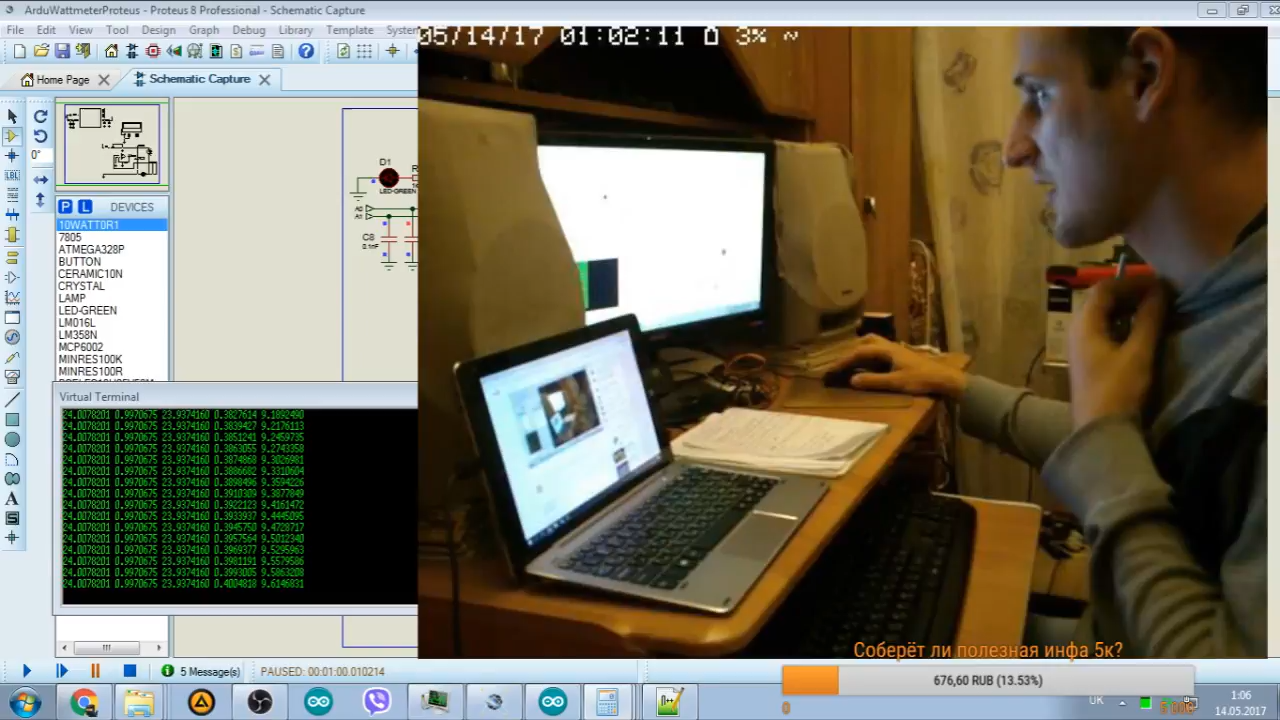 ArduWattmeterProteus - Proteus 8 Professional - Schematic Capture
File Edit View Tool Design Graph Debug Library Template System
05/14/17 01:02:11 3% ~
Home Page
Schematic Capture
0°
LBL
P L DEVICES
10WATT0R1
7805
ATMEGA328P
BUTTON
CERAMIC10N
CRYSTAL
LAMP
LED-GREEN
LM016L
LM358N
MCP6002
MINRES100K
MINRES100R
D1
LED-GREEN
C8
0.1nF
Virtual Terminal
24.0078201 0.9970675 23.9374160 0.3827614 9.1892490
24.0078201 0.9970675 23.9374160 0.3839427 9.2176113
24.0078201 0.9970675 23.9374160 0.3851241 9.2459735
24.0078201 0.9970675 23.9374160 0.3863055 9.2743358
24.0078201 0.9970675 23.9374160 0.3874868 9.3026981
24.0078201 0.9970675 23.9374160 0.3886682 9.3310604
24.0078201 0.9970675 23.9374160 0.3898496 9.3594226
24.0078201 0.9970675 23.9374160 0.3910309 9.3877849
24.0078201 0.9970675 23.9374160 0.3922123 9.4161472
24.0078201 0.9970675 23.9374160 0.3933937 9.4445095
24.0078201 0.9970675 23.9374160 0.3945750 9.4728717
24.0078201 0.9970675 23.9374160 0.3957564 9.5012340
24.0078201 0.9970675 23.9374160 0.3969377 9.5295963
24.0078201 0.9970675 23.9374160 0.3981191 9.5579586
24.0078201 0.9970675 23.9374160 0.3993005 9.5863208
24.0078201 0.9970675 23.9374160 0.4004818 9.6146831
Соберёт ли полезная инфа 5к?
5 Message(s) PAUSED: 00:01:00.010214
676,60 RUB (13.53%)
0
UK
1:06
14.05.2017